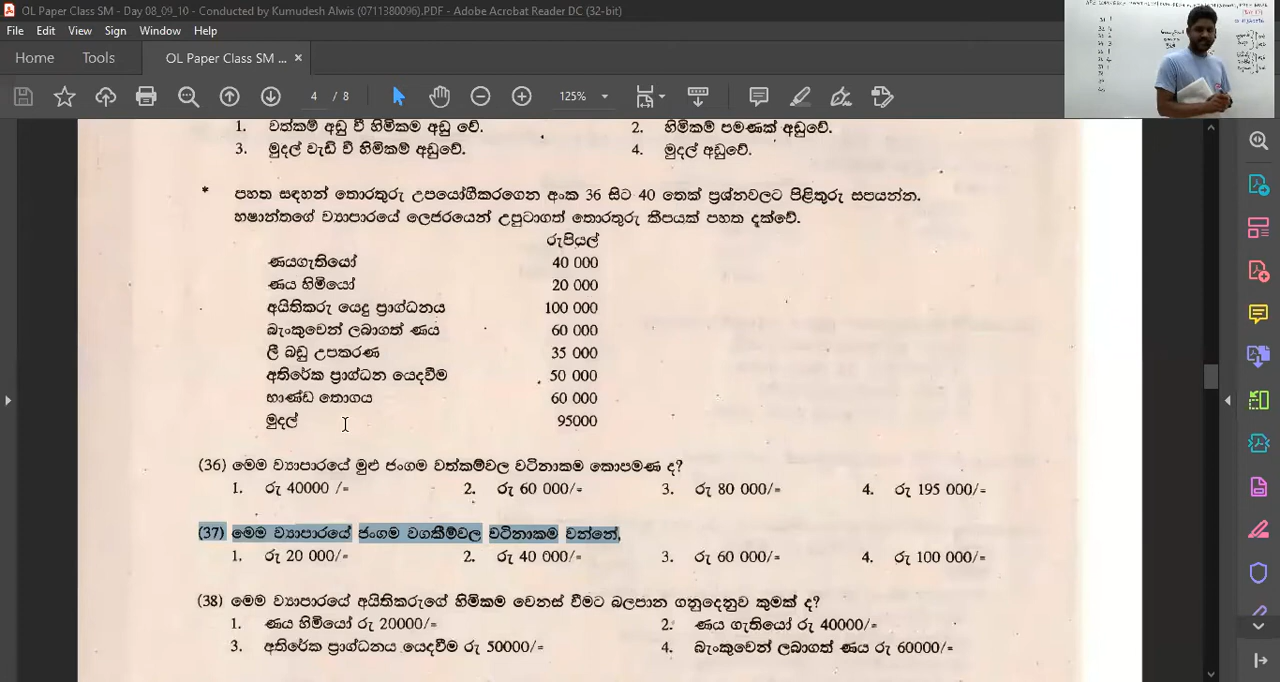 OL Paper Class SM - Day 08_09_10 - Conducted by Kumudesh Alwis (0711380096).PDF - Adobe Acrobat Reader DC (32-bit)
File Edit View Sign Window Help
Home Tools OL Paper Class SM ... ×
4 / 8 125%
1. වත්කම් අඩු වී හිමිකම අඩු වේ. 2. හිමිකම් පමණක් අඩුවේ.
3. මුදල් වැඩි වී හිමිකම් අඩුවේ. 4. මුදල් අඩුවේ.
* පහත සඳහන් තොරතුරු උපයෝගීකරගෙන අංක 36 සිට 40 තෙක් ප්‍රශ්නවලට පිළිතුරු සපයන්න.
හෂාන්තගේ ව්‍යාපාරයේ ලෙජරයෙන් උපුටාගත් තොරතුරු කීපයක් පහත දැක්වේ.
රුපියල්
ණයගැතියෝ 40 000
ණය හිමියෝ 20 000
අයිතිකරු යෙදු ප්‍රාග්ධනය 100 000
බැංකුවෙන් ලබාගත් ණය 60 000
ලී බඩු උපකරණ 35 000
අතිරේක ප්‍රාග්ධන යෙදවීම 50 000
භාණ්ඩ තොගය 60 000
මුදල් 95000
(36) මෙම ව්‍යාපාරයේ මුළු ජංගම වත්කම්වල වටිනාකම කොපමණ ද?
1. රු 40000 /= 2. රු 60 000/= 3. රු 80 000/= 4. රු 195 000/=
(37) මෙම ව්‍යාපාරයේ ජංගම වගකීම්වල වටිනාකම වන්නේ,
1. රු 20 000/= 2. රු 40 000/= 3. රු 60 000/= 4. රු 100 000/=
(38) මෙම ව්‍යාපාරයේ අයිතිකරුගේ හිමිකම වෙනස් වීමට බලපාන ගනුදෙනුව කුමක් ද?
1. ණය හිමියෝ රු 20000/= 2. ණය ගැතියෝ රු 40000/=
3. අතිරේක ප්‍රාග්ධනය යෙදවීම රු 50000/= 4. බැංකුවෙන් ලබාගත් ණය රු 60000/=